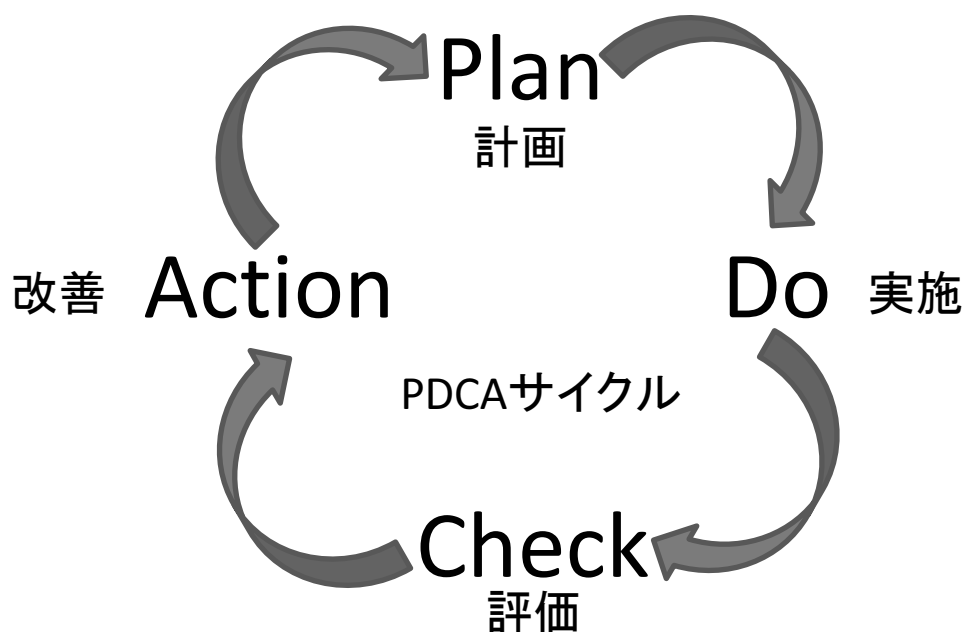 Plan
計画
改善 Action
Do 実施
PDCAサイクル
Check
評価